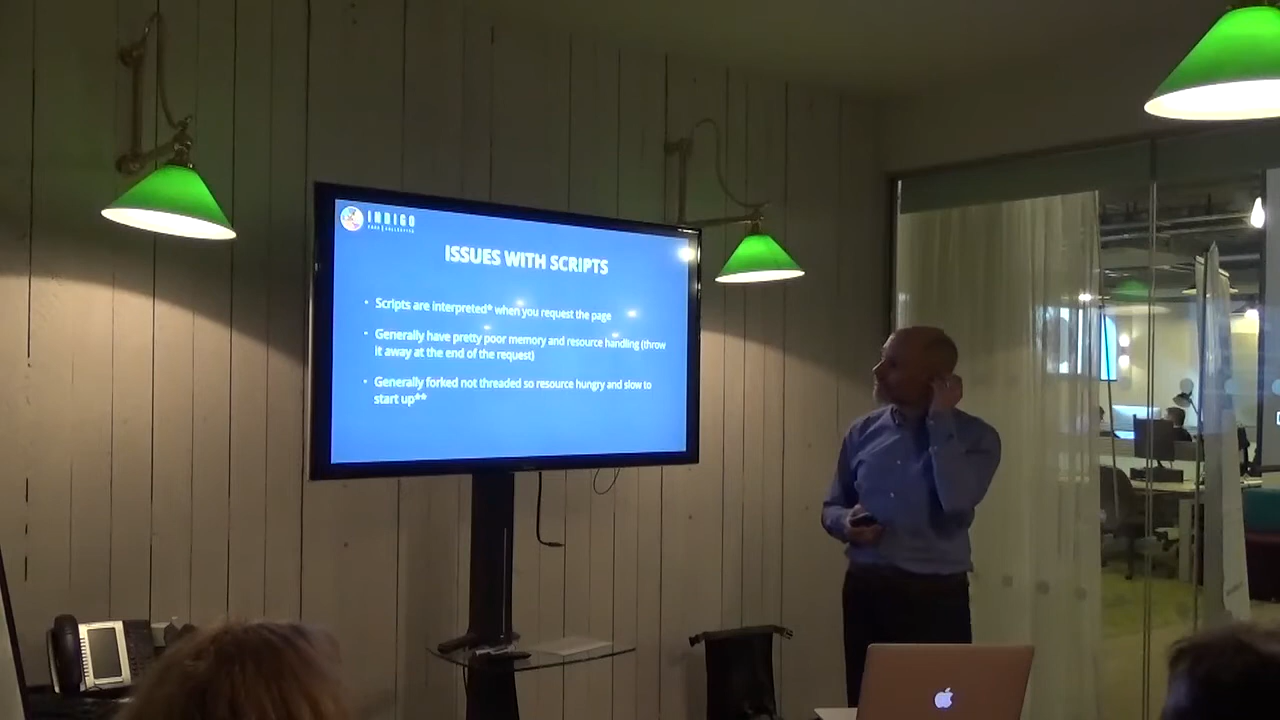 INDIGO
ISSUES WITH SCRIPTS
• Scripts are interpreted* when you request the page
• Generally have pretty poor memory and resource handling (throw
it away at the end of the request)
• Generally forked not threaded so resource hungry and slow to
start up**